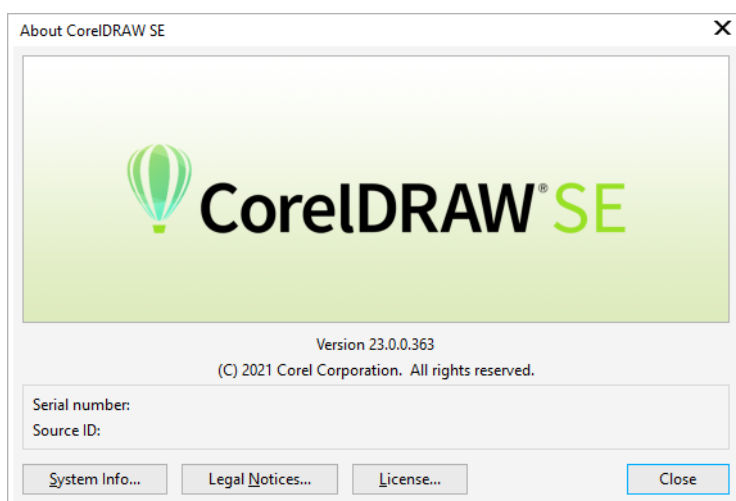 About CorelDRAW SE
CorelDRAW® SE
Version 23.0.0.363
(C) 2021 Corel Corporation. All rights reserved.
Serial number:
Source ID:
System Info... Legal Notices... License... Close